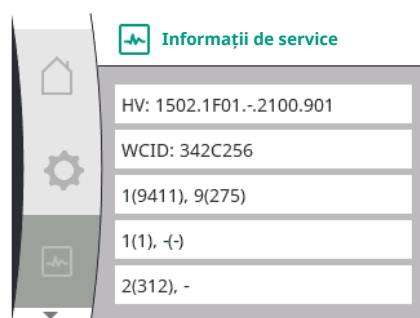 Informații de service
HV: 1502.1F01.-.2100.901
WCID: 342C256
1(9411), 9(275)
1(1), -(-)
2(312), -